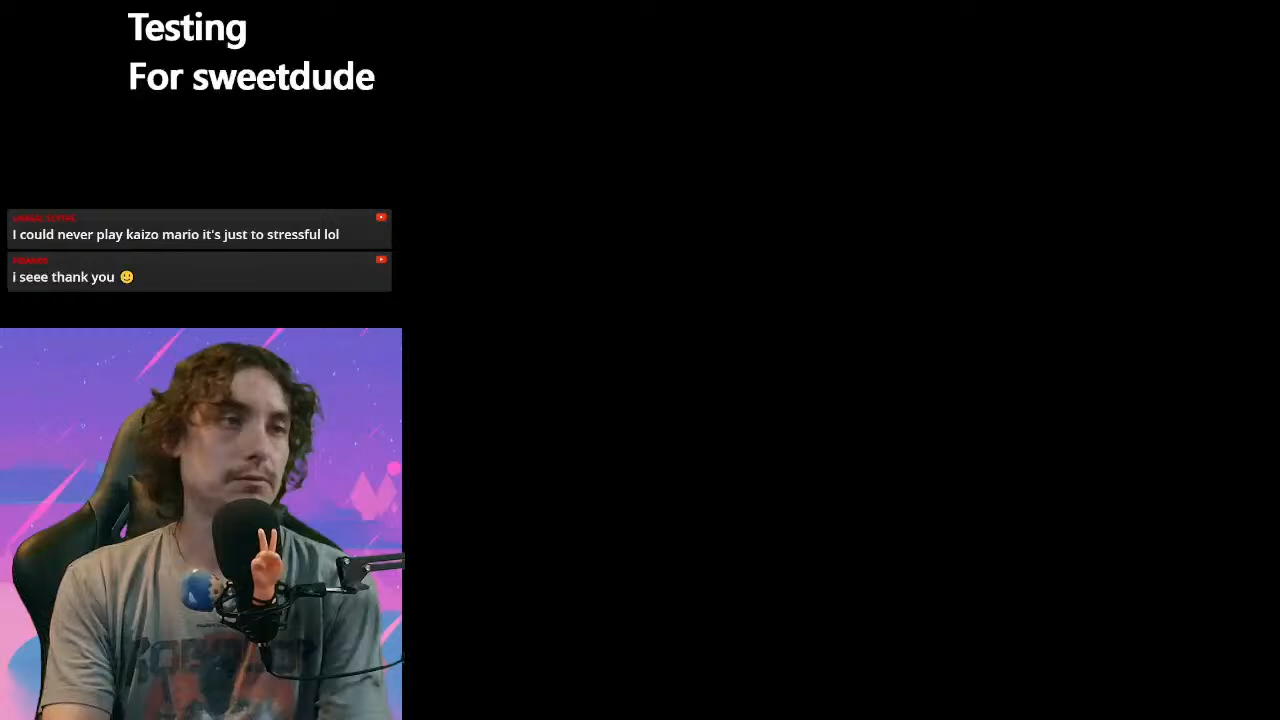 Testing
For sweetdude
I could never play kaizo mario it's just to stressful lol
i seee thank you 🙂